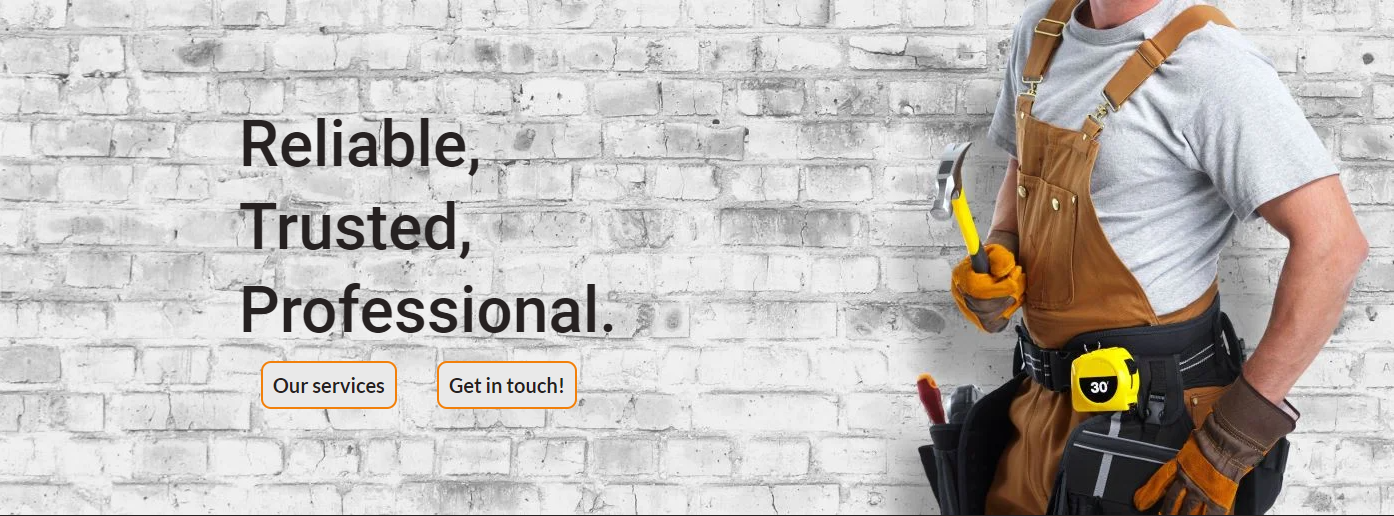 Reliable,
Trusted,
Professional.
Our services
Get in touch!
30'